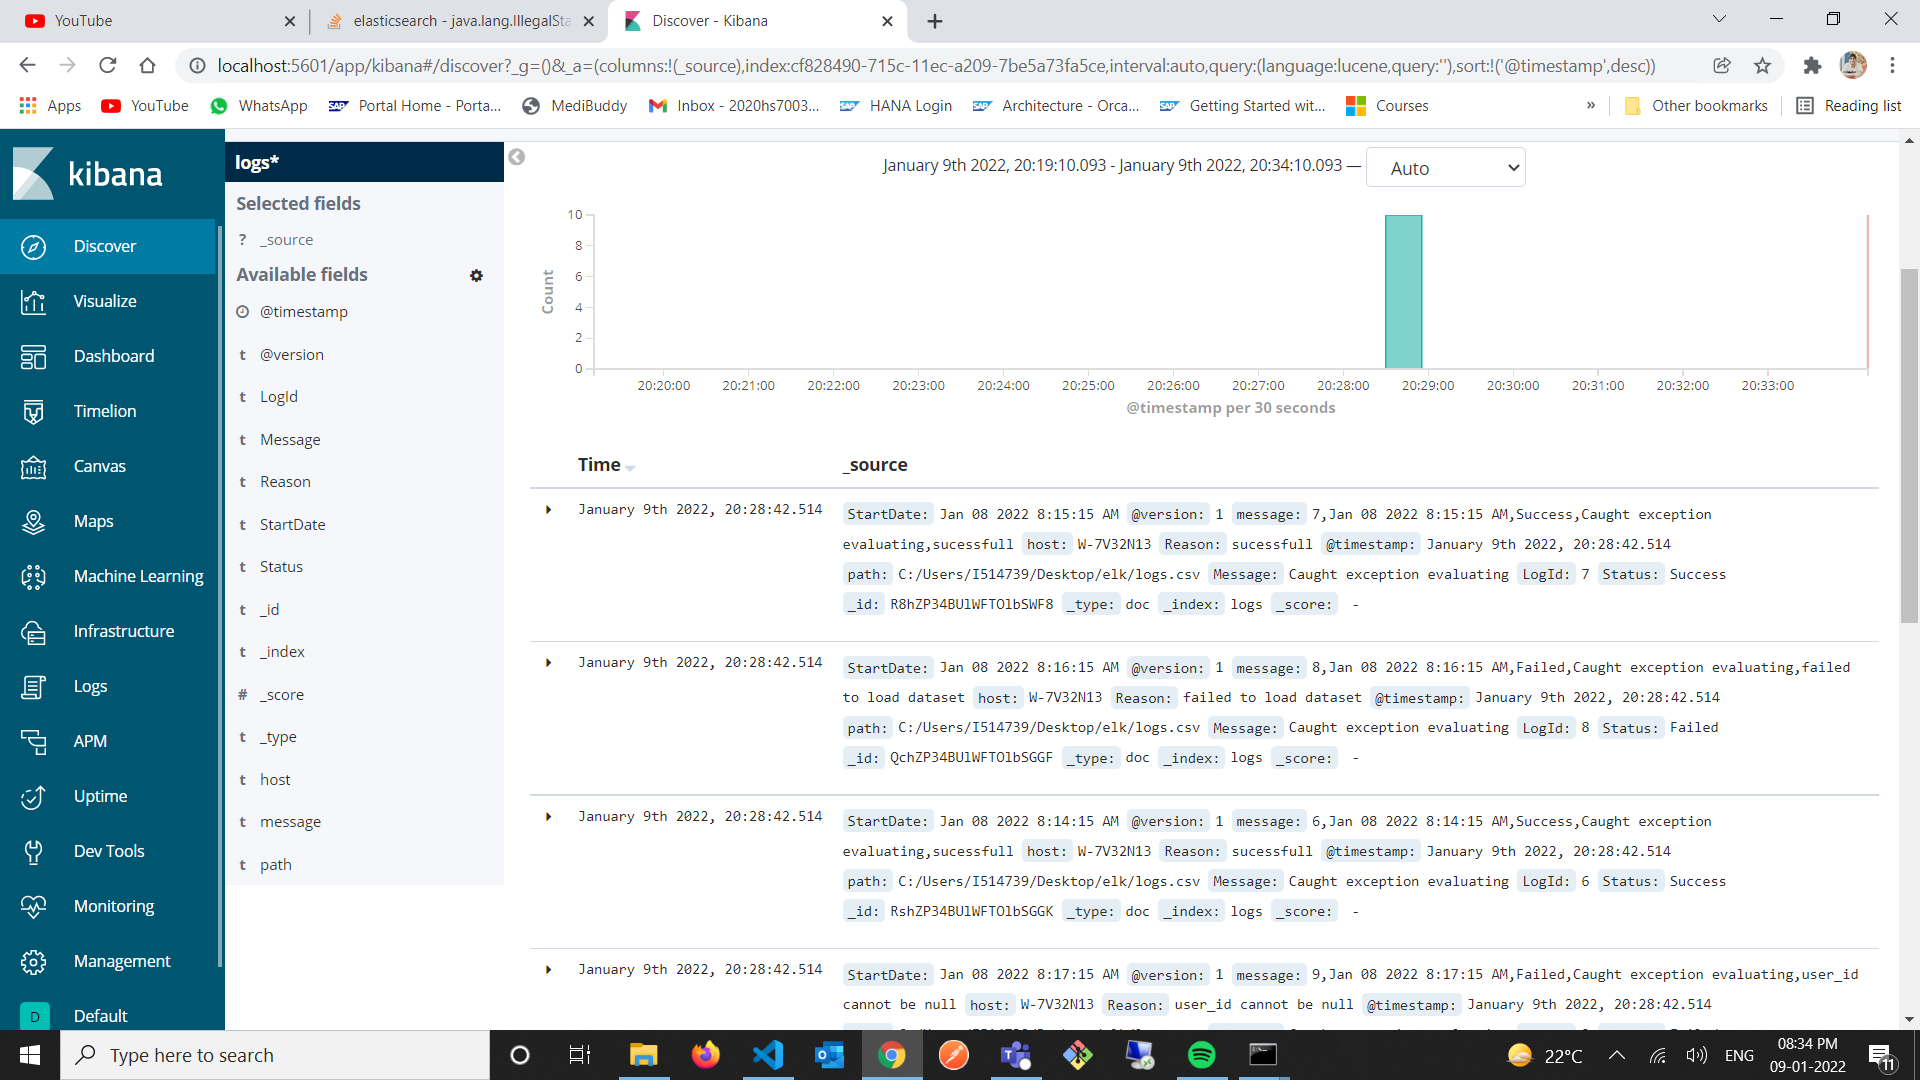 YouTube
elasticsearch - java.lang.IllegalSta
Discover - Kibana
localhost:5601/app/kibana#/discover?_g=()&_a=(columns:!(_source),index:cf828490-715c-11ec-a209-7be5a73fa5ce,interval:auto,query:(language:lucene,query:''),sort:!('@timestamp',desc))
Apps YouTube WhatsApp Portal Home - Porta... MediBuddy Inbox - 2020hs7003... HANA Login Architecture - Orca... Getting Started wit... Courses » Other bookmarks Reading list
kibana
Discover
Visualize
Dashboard
Timelion
Canvas
Maps
Machine Learning
Infrastructure
Logs
APM
Uptime
Dev Tools
Monitoring
Management
D Default
logs*
Selected fields
? _source
Available fields
@timestamp
t @version
t LogId
t Message
t Reason
t StartDate
t Status
t _id
t _index
# _score
t _type
t host
t message
t path
January 9th 2022, 20:19:10.093 - January 9th 2022, 20:34:10.093 — Auto
Count
10
8
6
4
2
0
20:20:00 20:21:00 20:22:00 20:23:00 20:24:00 20:25:00 20:26:00 20:27:00 20:28:00 20:29:00 20:30:00 20:31:00 20:32:00 20:33:00
@timestamp per 30 seconds
Time _source
January 9th 2022, 20:28:42.514 StartDate: Jan 08 2022 8:15:15 AM @version: 1 message: 7,Jan 08 2022 8:15:15 AM,Success,Caught exception
evaluating,sucessfull host: W-7V32N13 Reason: sucessfull @timestamp: January 9th 2022, 20:28:42.514
path: C:/Users/I514739/Desktop/elk/logs.csv Message: Caught exception evaluating LogId: 7 Status: Success
_id: R8hZP34BUlWFTOlbSWF8 _type: doc _index: logs _score: -
January 9th 2022, 20:28:42.514 StartDate: Jan 08 2022 8:16:15 AM @version: 1 message: 8,Jan 08 2022 8:16:15 AM,Failed,Caught exception evaluating,failed
to load dataset host: W-7V32N13 Reason: failed to load dataset @timestamp: January 9th 2022, 20:28:42.514
path: C:/Users/I514739/Desktop/elk/logs.csv Message: Caught exception evaluating LogId: 8 Status: Failed
_id: QchZP34BUlWFTOlbSGGF _type: doc _index: logs _score: -
January 9th 2022, 20:28:42.514 StartDate: Jan 08 2022 8:14:15 AM @version: 1 message: 6,Jan 08 2022 8:14:15 AM,Success,Caught exception
evaluating,sucessfull host: W-7V32N13 Reason: sucessfull @timestamp: January 9th 2022, 20:28:42.514
path: C:/Users/I514739/Desktop/elk/logs.csv Message: Caught exception evaluating LogId: 6 Status: Success
_id: RshZP34BUlWFTOlbSGGK _type: doc _index: logs _score: -
January 9th 2022, 20:28:42.514 StartDate: Jan 08 2022 8:17:15 AM @version: 1 message: 9,Jan 08 2022 8:17:15 AM,Failed,Caught exception evaluating,user_id
cannot be null host: W-7V32N13 Reason: user_id cannot be null @timestamp: January 9th 2022, 20:28:42.514
Type here to search
22°C ENG
08:34 PM
09-01-2022
11